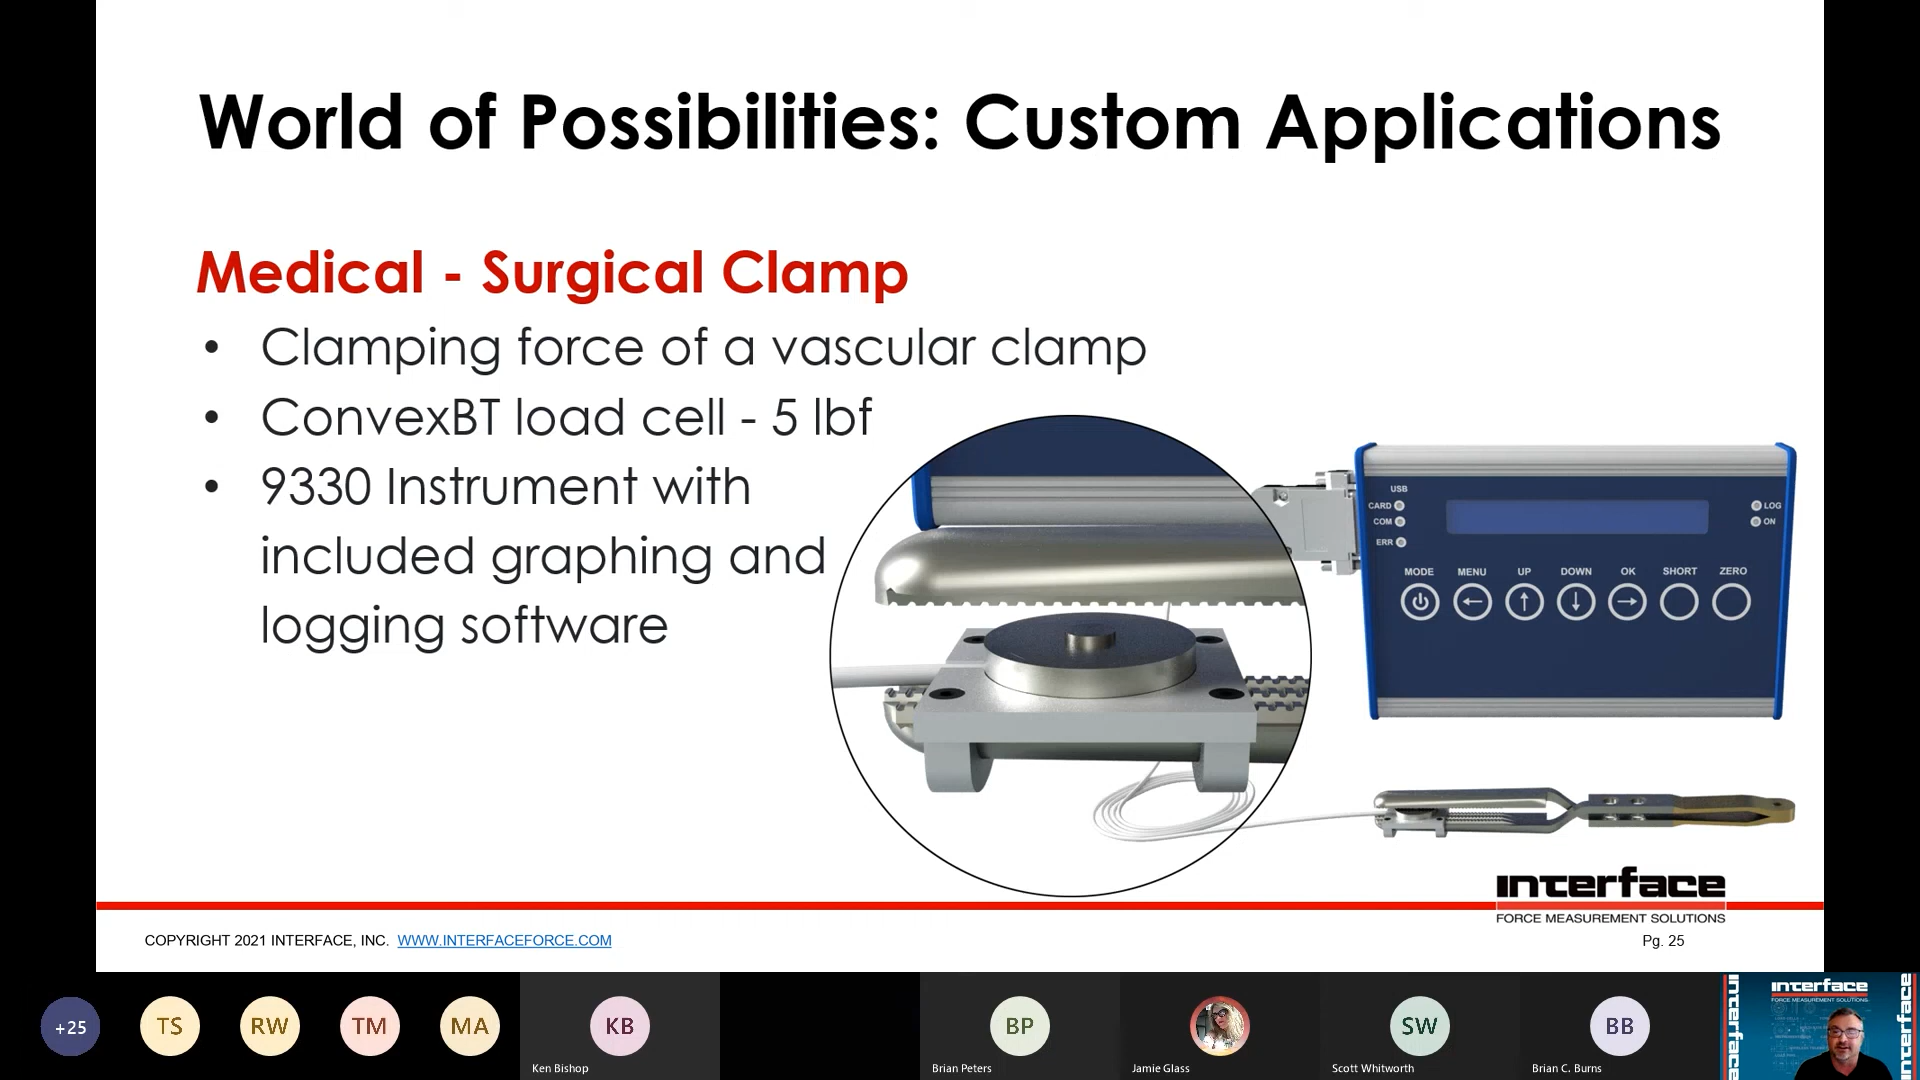 World of Possibilities: Custom Applications
Medical - Surgical Clamp
• Clamping force of a vascular clamp
• ConvexBT load cell - 5 lbf
• 9330 Instrument with
included graphing and
logging software
USB
CARD
COM
ERR
LOG
ON
MODE MENU UP DOWN OK SHORT ZERO
interface
FORCE MEASUREMENT SOLUTIONS
COPYRIGHT 2021 INTERFACE, INC. WWW.INTERFACEFORCE.COM
Pg. 25
+25 TS RW TM MA KB BP SW BB
Ken Bishop Brian Peters Jamie Glass Scott Whitworth Brian C. Burns
interface
FORCE MEASUREMENT SOLUTIONS
interface
interface